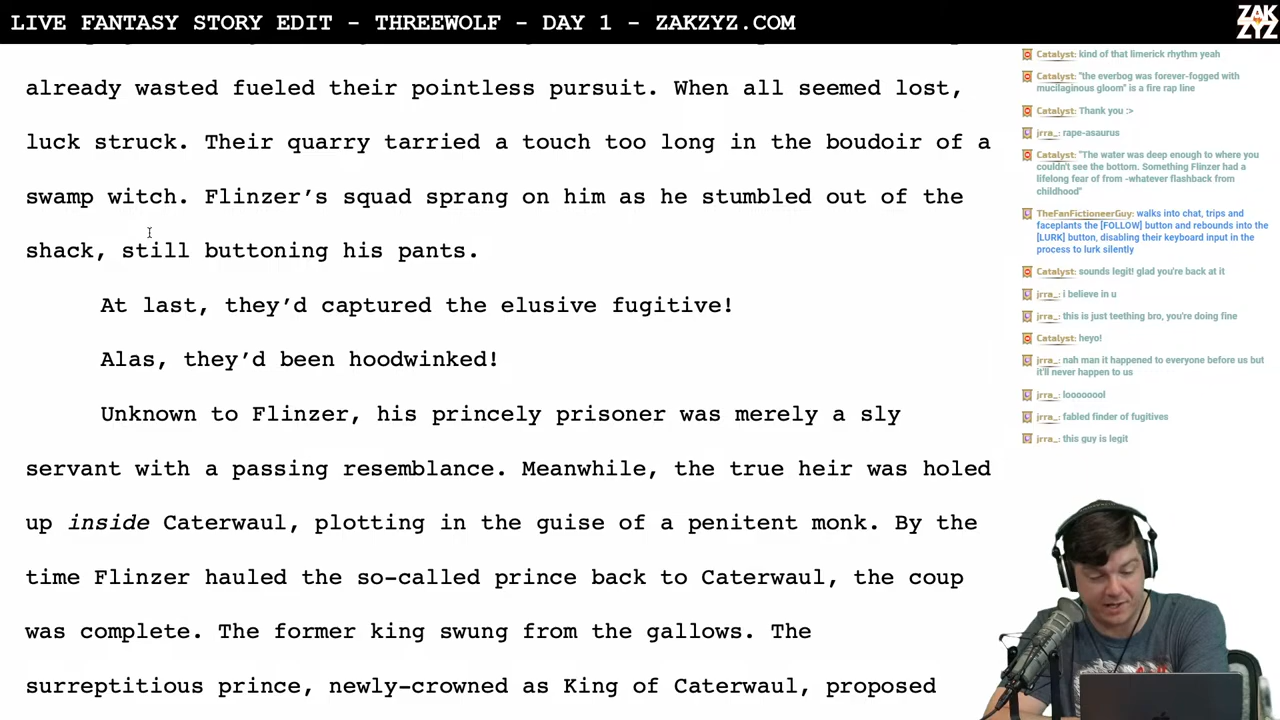 LIVE FANTASY STORY EDIT - THREEWOLF - DAY 1 - ZAKZYZ.COM
ZAK
ZYZ
already wasted fueled their pointless pursuit. When all seemed lost,
luck struck. Their quarry tarried a touch too long in the boudoir of a
swamp witch. Flinzer’s squad sprang on him as he stumbled out of the
shack, still buttoning his pants.
At last, they’d captured the elusive fugitive!
Alas, they’d been hoodwinked!
Unknown to Flinzer, his princely prisoner was merely a sly
servant with a passing resemblance. Meanwhile, the true heir was holed
up inside Caterwaul, plotting in the guise of a penitent monk. By the
time Flinzer hauled the so-called prince back to Caterwaul, the coup
was complete. The former king swung from the gallows. The
surreptitious prince, newly-crowned as King of Caterwaul, proposed
Catalyst: kind of that limerick rhythm yeah
Catalyst: "the everbog was forever-fogged with
mucilaginous gloom" is a fire rap line
Catalyst: Thank you :>
jrra_: rape-asaurus
Catalyst: "The water was deep enough to where you
couldn't see the bottom. Something Flinzer had a
lifelong fear of from -whatever flashback from
childhood"
TheFanFictioneerGuy: walks into chat, trips and
faceplants the [FOLLOW] button and rebounds into the
[LURK] button, disabling their keyboard input in the
process to lurk silently
Catalyst: sounds legit! glad you're back at it
jrra_: i believe in u
jrra_: this is just teething bro, you're doing fine
Catalyst: heyo!
jrra_: nah man it happened to everyone before us but
it'll never happen to us
jrra_: looooool
jrra_: fabled finder of fugitives
jrra_: this guy is legit